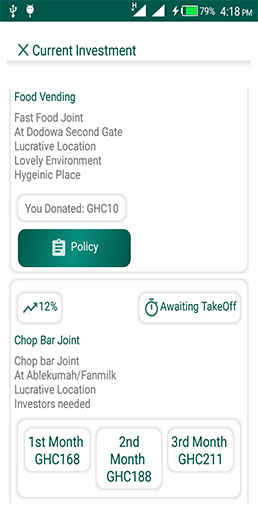 H
79% 4:18 PM
Current Investment
Food Vending
Fast Food Joint
At Dodowa Second Gate
Lucrative Location
Lovely Environment
Hygeinic Place
You Donated: GHC10
Policy
12% Awaiting TakeOff
Chop Bar Joint
Chop bar Joint
At Ablekumah/Fanmilk
Lucrative Location
Investors needed
1st Month
GHC168
2nd
Month
GHC188
3rd Month
GHC211